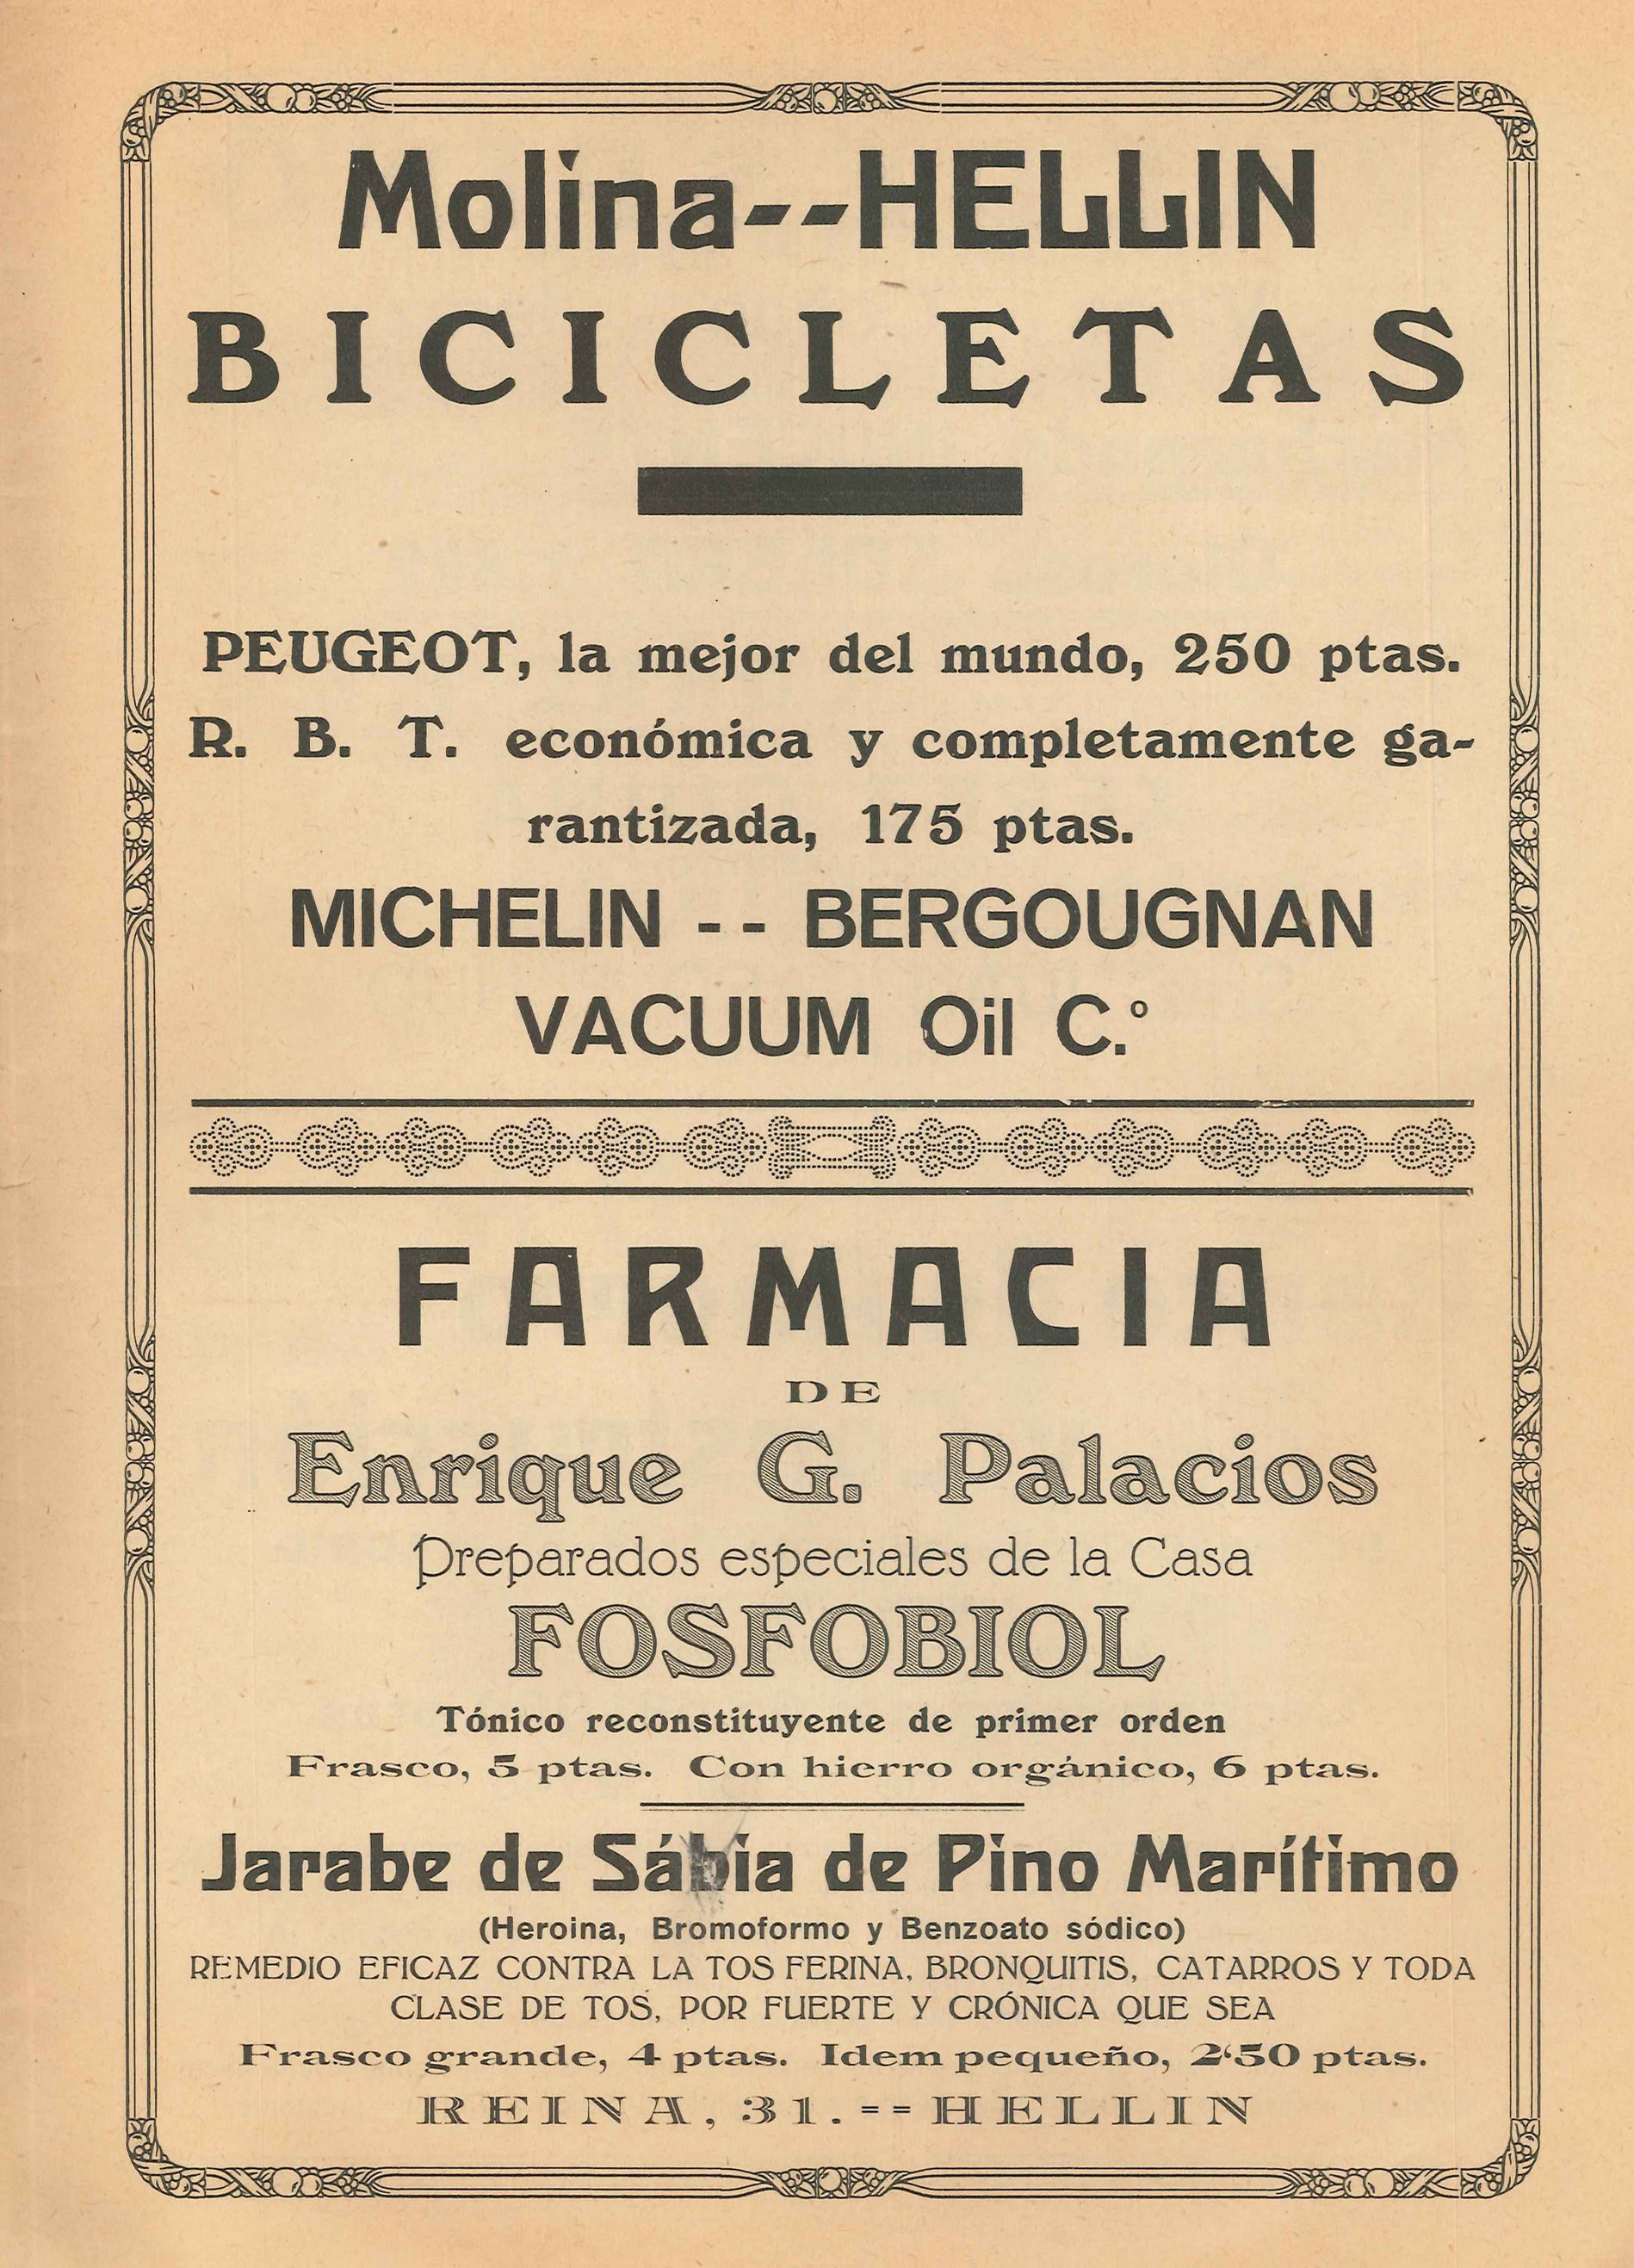 Molina--HELLIN
BICICLETAS
PEUGEOT, la mejor del mundo, 250 ptas.
R. B. T. económica y completamente ga-
rantizada, 175 ptas.
MICHELIN -- BERGOUGNAN
VACUUM Oil C.º
FARMACIA
DE
Enrique G. Palacios
Preparados especiales de la Casa
FOSFOBIOL
Tónico reconstituyente de primer orden
Frasco, 5 ptas. Con hierro orgánico, 6 ptas.
Jarabe de Sábia de Pino Marítimo
(Heroina, Bromoformo y Benzoato sódico)
REMEDIO EFICAZ CONTRA LA TOS FERINA, BRONQUITIS, CATARROS Y TODA
CLASE DE TOS, POR FUERTE Y CRÓNICA QUE SEA
Frasco grande, 4 ptas. Idem pequeño, 2‘50 ptas.
REINA, 31.--HELLIN